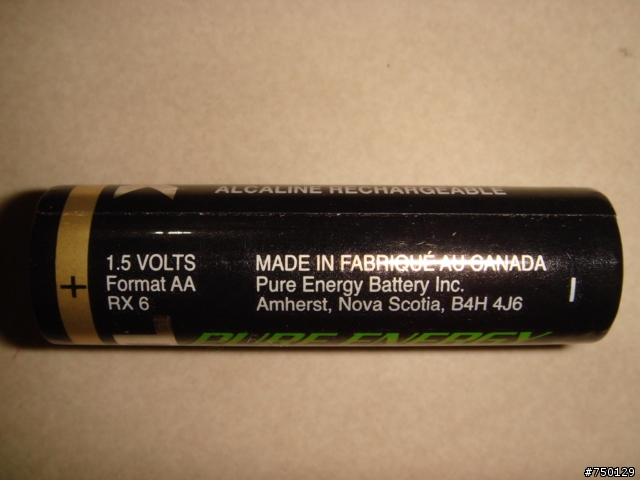 ALCALINE RECHARGEABLE
1.5 VOLTS
Format AA
RX 6
MADE IN FABRIQUÉ AU CANADA
Pure Energy Battery Inc.
Amherst, Nova Scotia, B4H 4J6
+
PURE ENERGY
#750129